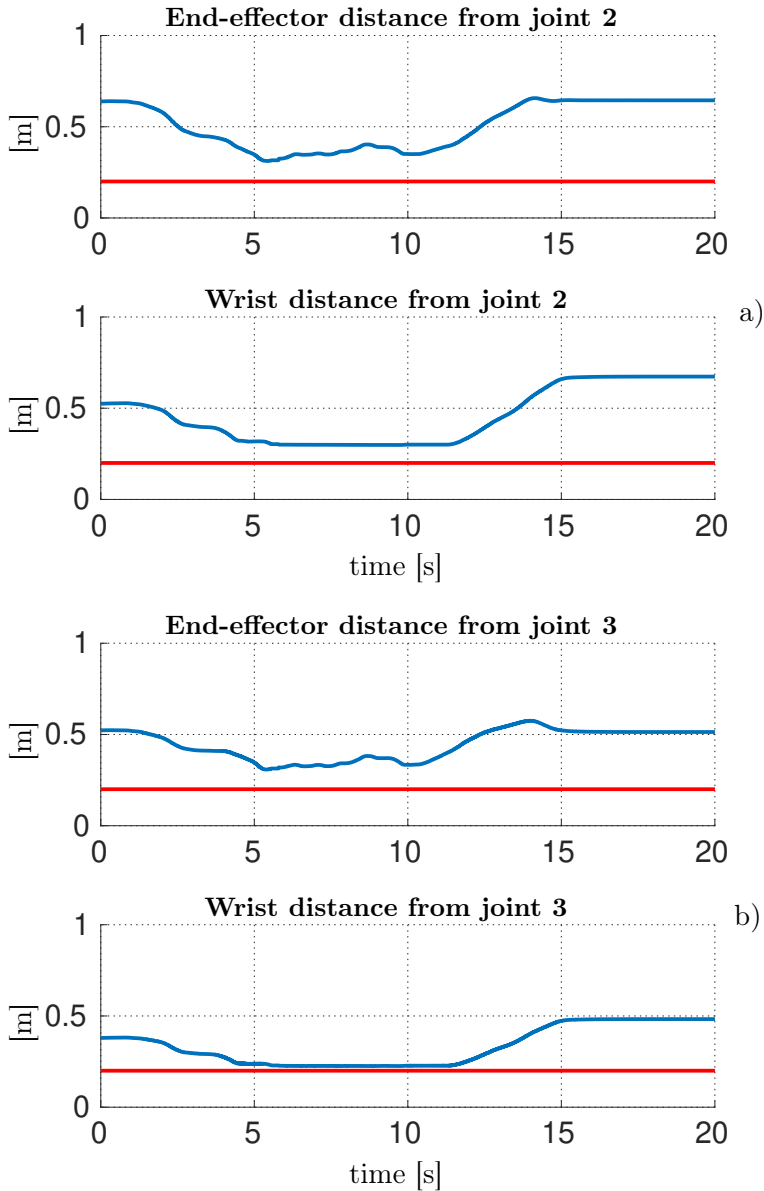 End-effector distance from joint 2
1
0.5
0
[m]
0 5 10 15 20
Wrist distance from joint 2
a)
1
0.5
0
[m]
0 5 10 15 20
time [s]
End-effector distance from joint 3
1
0.5
0
[m]
0 5 10 15 20
Wrist distance from joint 3
b)
1
0.5
0
[m]
0 5 10 15 20
time [s]